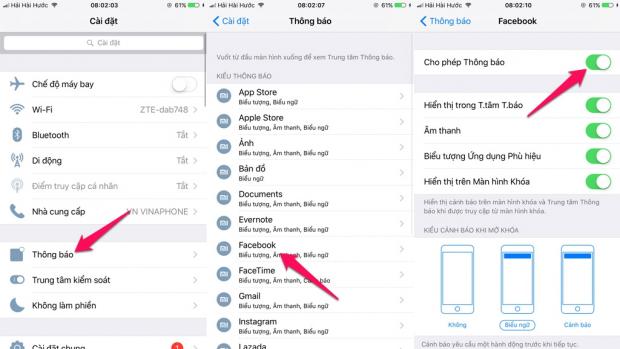 Hải Hải Hước
08:02:03
61%
Cài đặt
Cài đặt
Chế độ máy bay
Wi-Fi
ZTE-dab748
Bluetooth
Tắt
Di động
Tắt
Điểm truy cập cá nhân
Tắt
Nhà cung cấp
VN VINAPHONE
Thông báo
Trung tâm kiểm soát
Không làm phiền
Cài đặt chung
1
Hải Hài Hước
08:02:07
61%
Cài đặt
Thông báo
Vuốt từ đầu màn hình xuống để xem Trung tâm Thông báo.
KIỂU THÔNG BÁO
App Store
Biểu tượng, Biểu ngữ
Apple Store
Biểu tượng, Âm thanh, Biểu ngữ
Ảnh
Biểu tượng, Âm thanh, Biểu ngữ
Bản đồ
Biểu tượng, Biểu ngữ
Documents
Biểu tượng, Âm thanh, Biểu ngữ
Evernote
Biểu tượng, Âm thanh, Biểu ngữ
Facebook
Biểu tượng, Âm thanh, Biểu ngữ
FaceTime
Biểu tượng, Âm thanh, Cảnh báo
Gmail
Biểu tượng, Âm thanh, Biểu ngữ
Instagram
Biểu tượng, Âm thanh, Biểu ngữ
Lazada
Hải Hài Hước
08:02:10
61%
Thông báo
Facebook
Cho phép Thông báo
Hiển thị trong T.tâm T.báo
Âm thanh
Biểu tượng Ứng dụng Phù hiệu
Hiển thị trên Màn hình Khóa
Hiển thị thông báo trên màn hình khóa và Trung tâm Thông
báo khi được truy cập từ màn hình khóa.
KIỂU CẢNH BÁO KHI MỞ KHÓA
Không
Biểu ngữ
Cảnh báo
Cảnh báo yêu cầu một hành động trước khi tiếp tục.